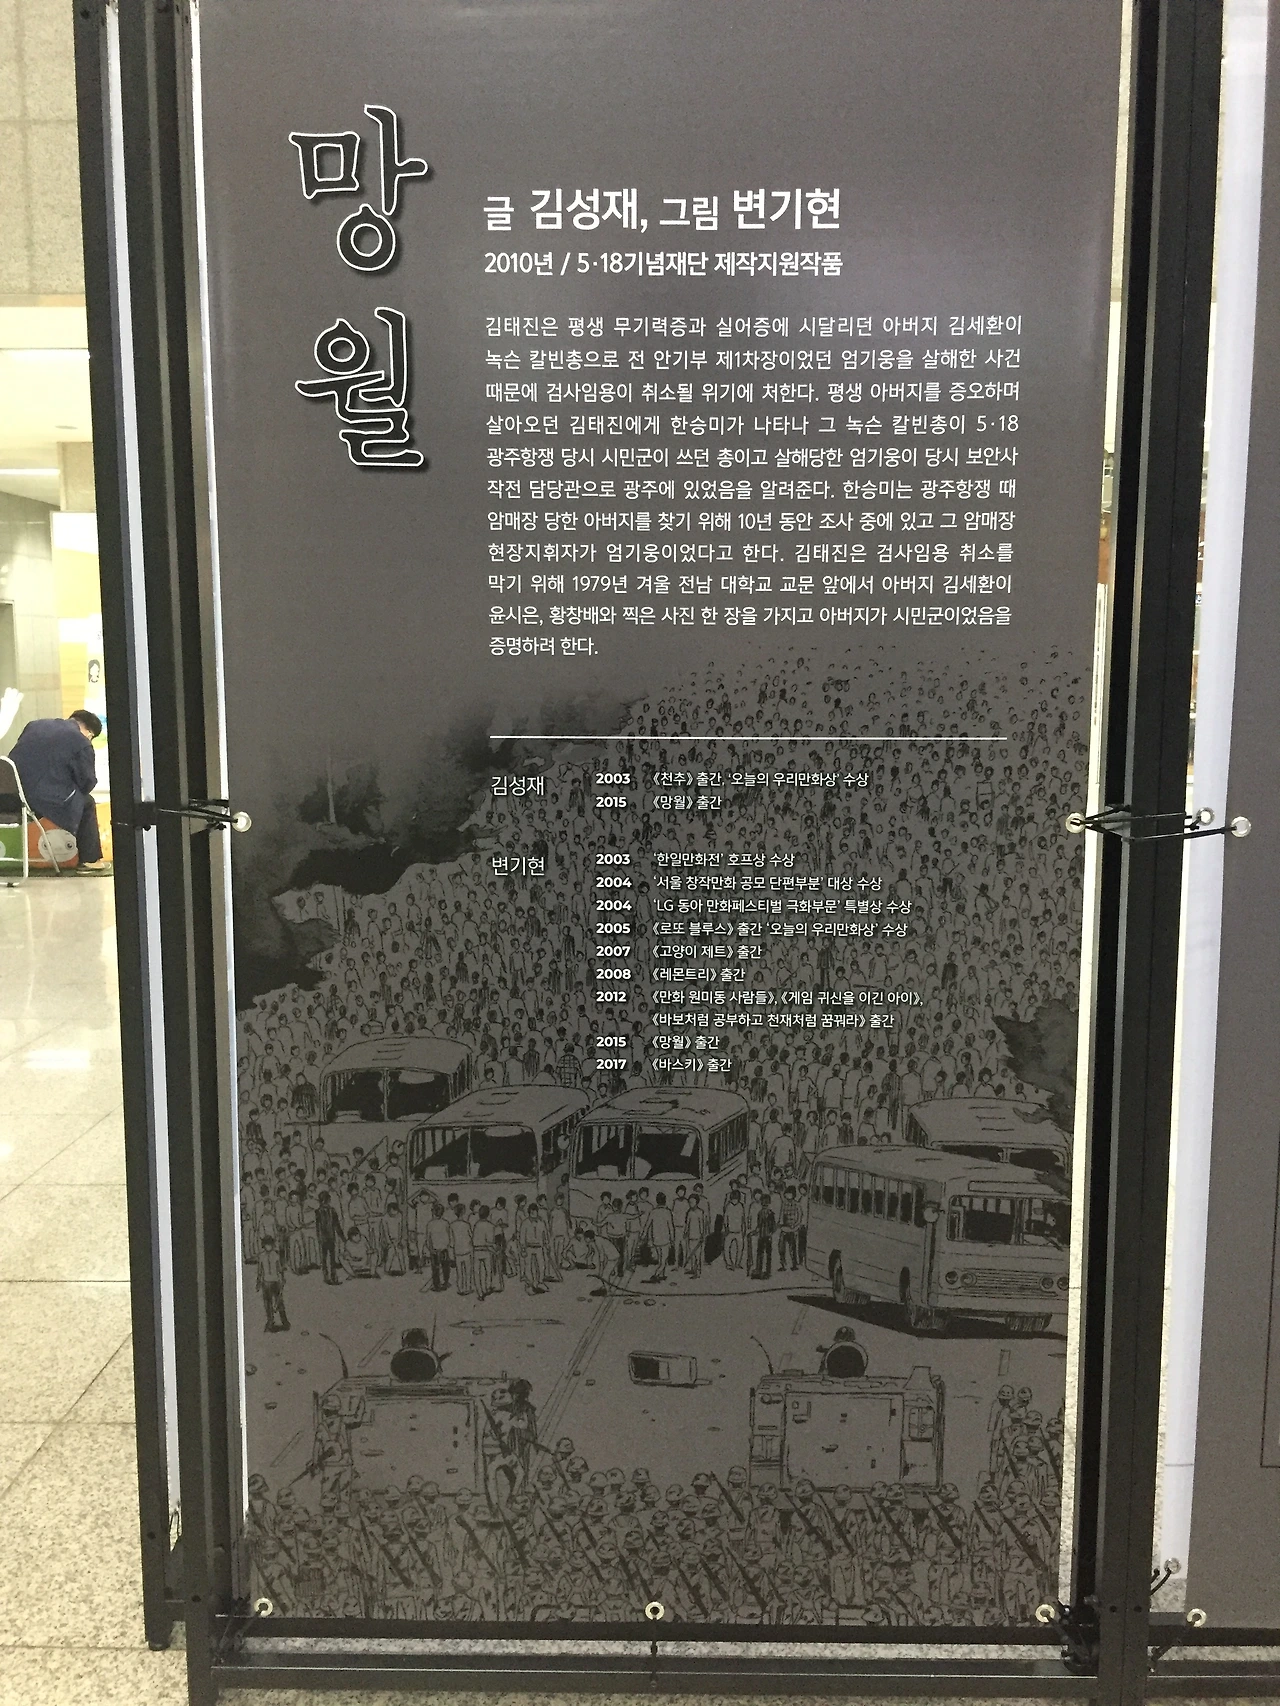 망월
글 김성재, 그림 변기현
2010년 / 5·18기념재단 제작지원작품
김태진은 평생 무기력증과 실어증에 시달리던 아버지 김세환이
녹슨 칼빈총으로 전 안기부 제1차장이었던 엄기웅을 살해한 사건
때문에 검사임용이 취소될 위기에 처한다. 평생 아버지를 증오하며
살아오던 김태진에게 한승미가 나타나 그 녹슨 칼빈총이 5·18
광주항쟁 당시 시민군이 쓰던 총이고 살해당한 엄기웅이 당시 보안사
작전 담당관으로 광주에 있었음을 알려준다. 한승미는 광주항쟁 때
암매장 당한 아버지를 찾기 위해 10년 동안 조사 중에 있고 그 암매장
현장지휘자가 엄기웅이었다고 한다. 김태진은 검사임용 취소를
막기 위해 1979년 겨울 전남 대학교 교문 앞에서 아버지 김세환이
윤시은, 황창배와 찍은 사진 한 장을 가지고 아버지가 시민군이었음을
증명하려 한다.
김성재 2003 《천추》 출간, ‘오늘의 우리만화상’ 수상
2015 《망월》 출간
변기현 2003 ‘한일만화전’ 호프상 수상
2004 ‘서울 창작만화 공모 단편부분’ 대상 수상
2004 ‘LG 동아 만화페스티벌 극화부문’ 특별상 수상
2005 《로또 블루스》 출간 ‘오늘의 우리만화상’ 수상
2007 《고양이 제트》 출간
2008 《레몬트리》 출간
2012 《만화 원미동 사람들》, 《게임 귀신을 이긴 아이》,
《바보처럼 공부하고 천재처럼 꿈꿔라》 출간
2015 《망월》 출간
2017 《바스키》 출간